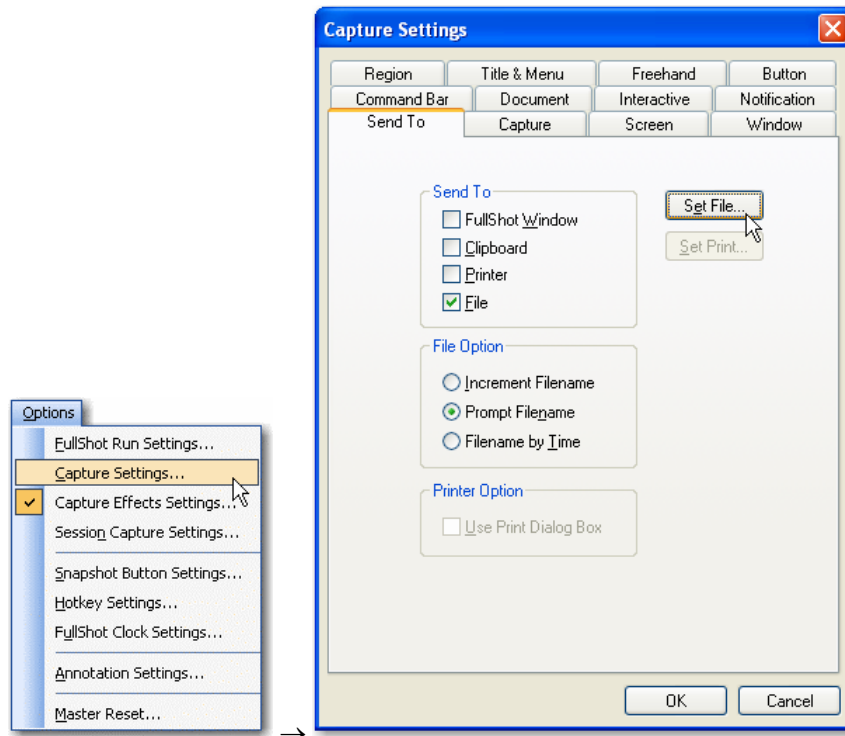 Options
FullShot Run Settings...
Capture Settings...
Capture Effects Settings...
Session Capture Settings...
Snapshot Button Settings...
Hotkey Settings...
FullShot Clock Settings...
Annotation Settings...
Master Reset...
→
Capture Settings
Region Title & Menu Freehand Button
Command Bar Document Interactive Notification
Send To Capture Screen Window
Send To
FullShot Window
Clipboard
Printer
File
Set File...
Set Print...
File Option
Increment Filename
Prompt Filename
Filename by Time
Printer Option
Use Print Dialog Box
OK Cancel